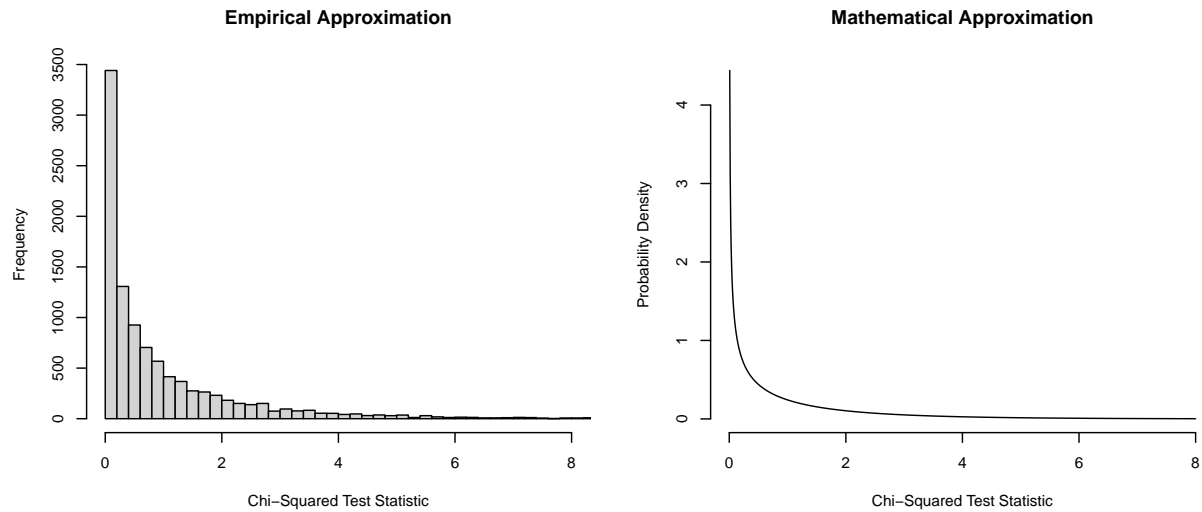 Empirical Approximation
Frequency
0
500
1000
1500
2000
2500
3000
3500
0 2 4 6 8
Chi−Squared Test Statistic
Mathematical Approximation
Probability Density
0
1
2
3
4
0 2 4 6 8
Chi−Squared Test Statistic